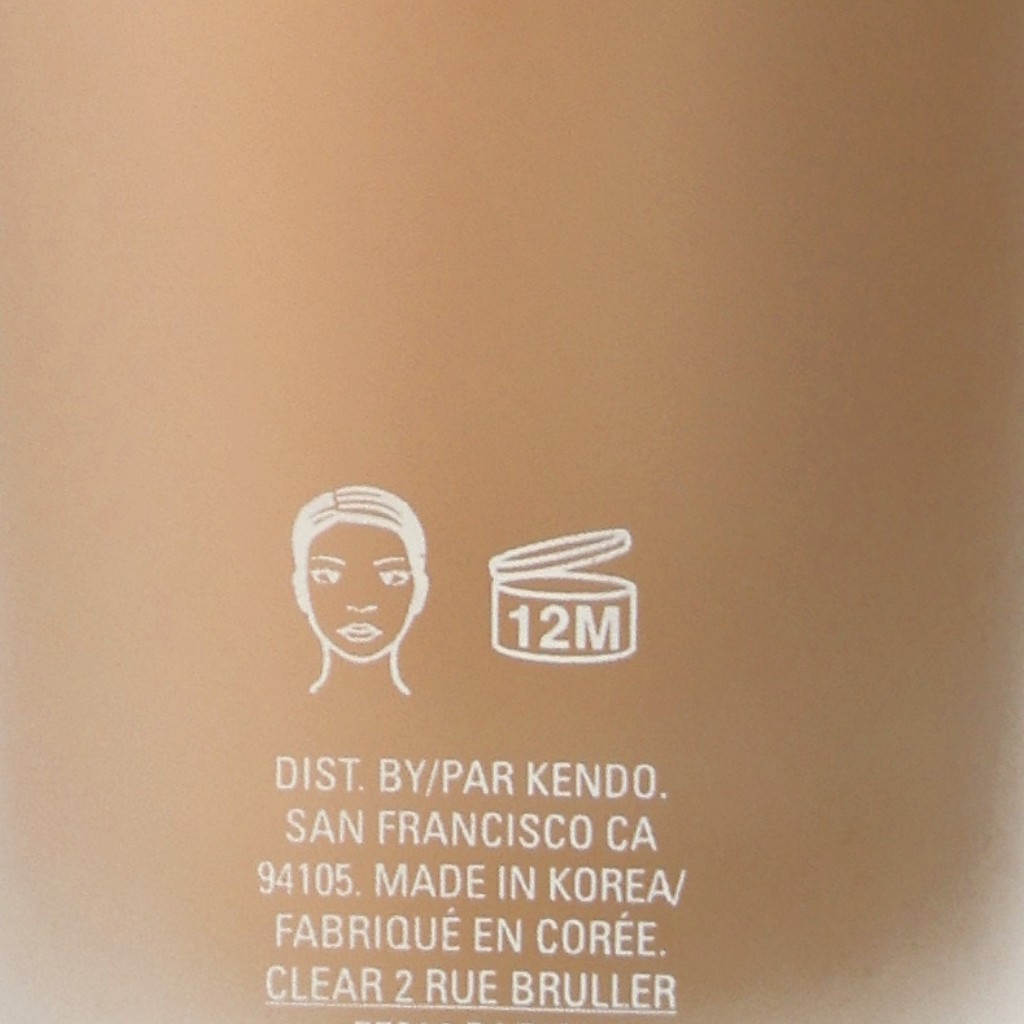 12M
DIST. BY/PAR KENDO.
SAN FRANCISCO CA
94105. MADE IN KOREA/
FABRIQUÉ EN CORÉE.
CLEAR 2 RUE BRULLER